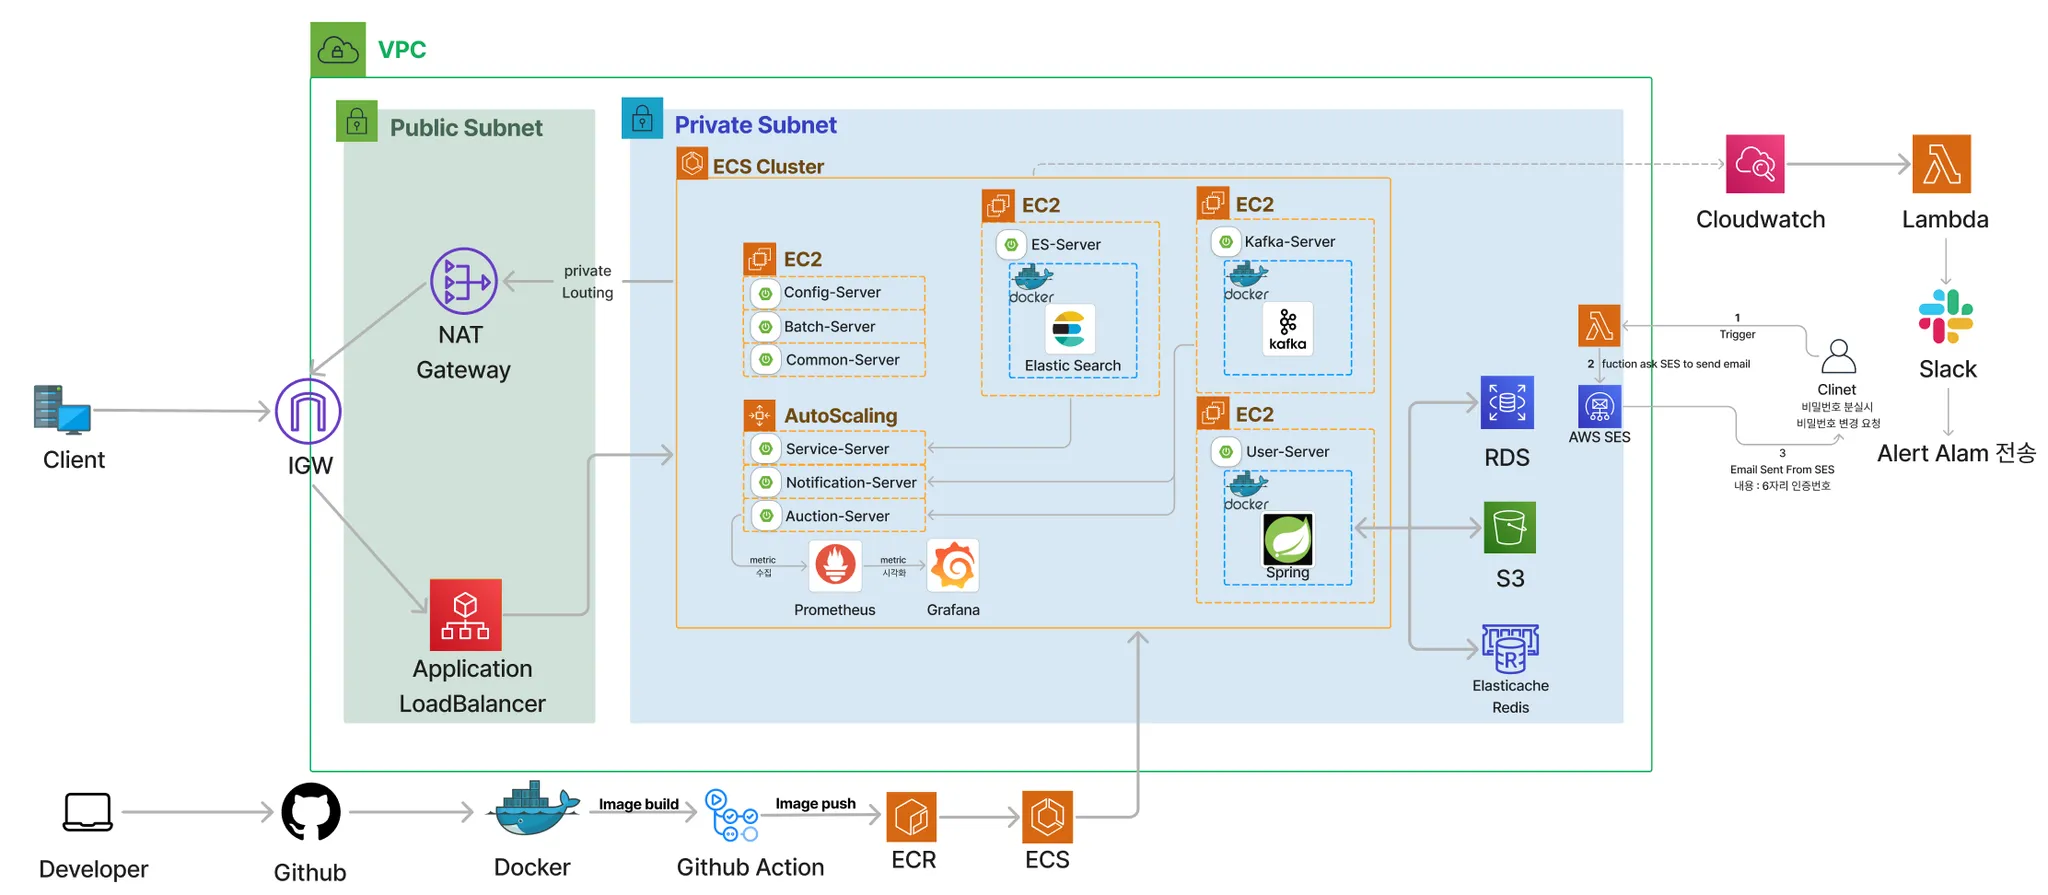 VPC
Public Subnet
Private Subnet
ECS Cluster
EC2
Config-Server
Batch-Server
Common-Server
AutoScaling
Service-Server
Notification-Server
Auction-Server
metric
수집
Prometheus
metric
시각화
Grafana
EC2
ES-Server
docker
Elastic Search
EC2
Kafka-Server
docker
kafka
EC2
User-Server
docker
Spring
private
Louting
NAT
Gateway
Client
IGW
Application
LoadBalancer
RDS
S3
R
Elasticache
Redis
Cloudwatch
Lambda
Slack
Alert Alam 전송
1
Trigger
2 fuction ask SES to send email
AWS SES
Clinet
비밀번호 분실시
비밀번호 변경 요청
3
Email Sent From SES
내용 : 6자리 인증번호
Developer
Github
Docker
Image build
Github Action
Image push
ECR
ECS